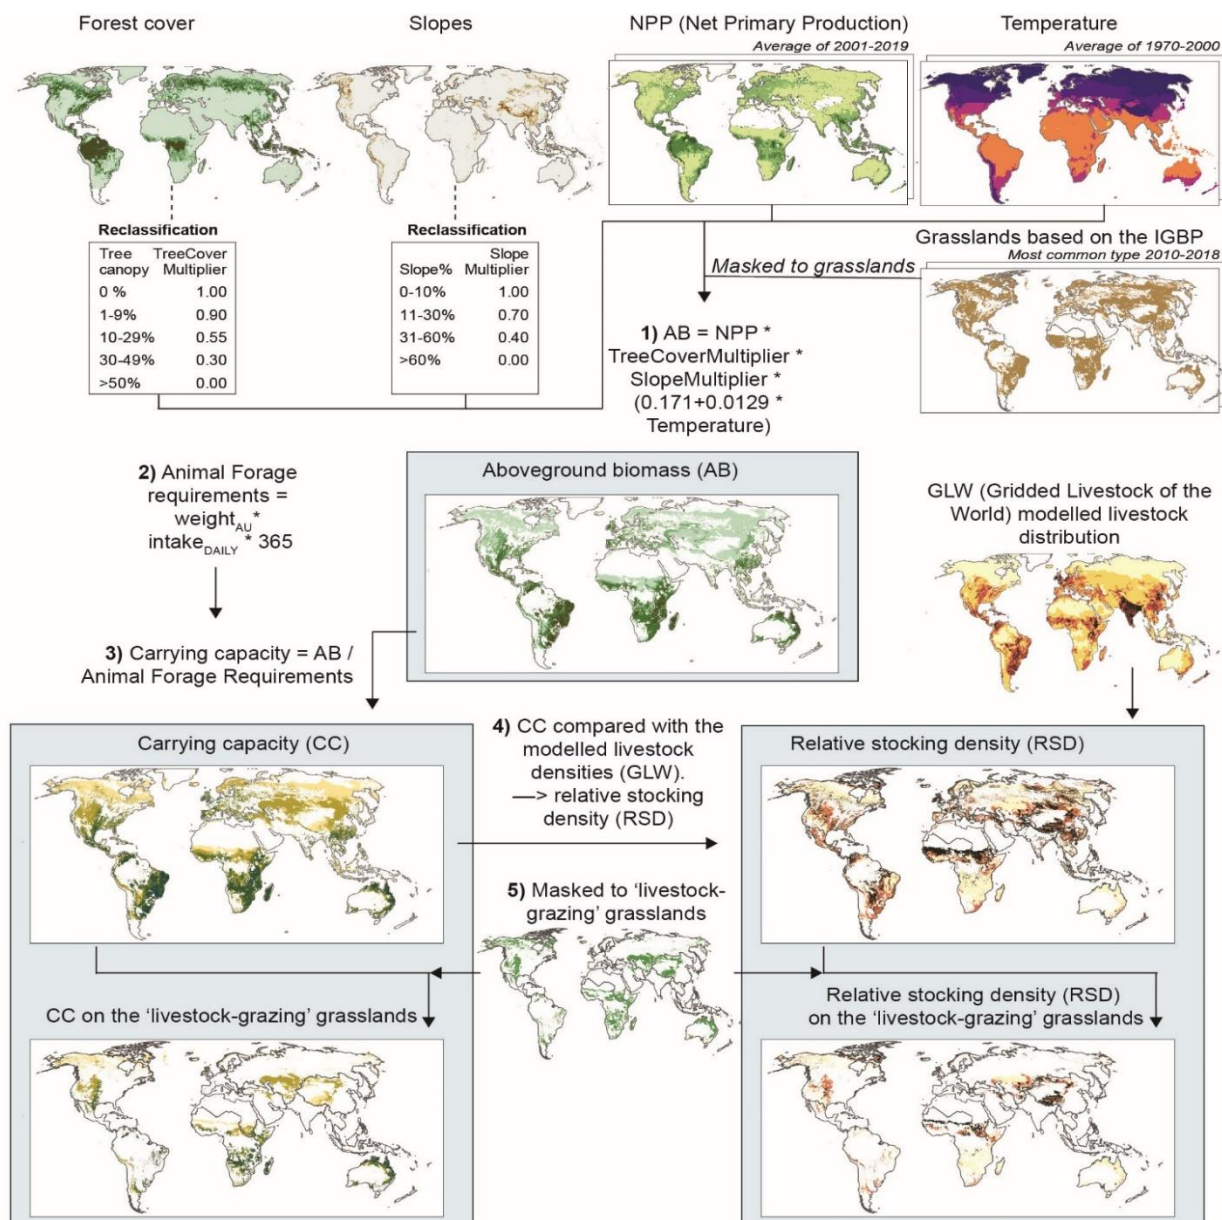 Forest cover
Slopes
NPP (Net Primary Production)
Average of 2001-2019
Temperature
Average of 1970-2000
Reclassification
Tree canopy TreeCover Multiplier
0 % 1.00
1-9% 0.90
10-29% 0.55
30-49% 0.30
>50% 0.00
Reclassification
Slope% Slope Multiplier
0-10% 1.00
11-30% 0.70
31-60% 0.40
>60% 0.00
Masked to grasslands
Grasslands based on the IGBP
Most common type 2010-2018
1) AB = NPP *
TreeCoverMultiplier *
SlopeMultiplier *
(0.171+0.0129 *
Temperature)
2) Animal Forage
requirements =
weight_AU *
intake_DAILY * 365
Aboveground biomass (AB)
GLW (Gridded Livestock of the
World) modelled livestock
distribution
3) Carrying capacity = AB /
Animal Forage Requirements
Carrying capacity (CC)
4) CC compared with the
modelled livestock
densities (GLW).
—> relative stocking
density (RSD)
Relative stocking density (RSD)
5) Masked to ‘livestock-
grazing’ grasslands
CC on the ‘livestock-grazing’ grasslands
Relative stocking density (RSD)
on the ‘livestock-grazing’ grasslands